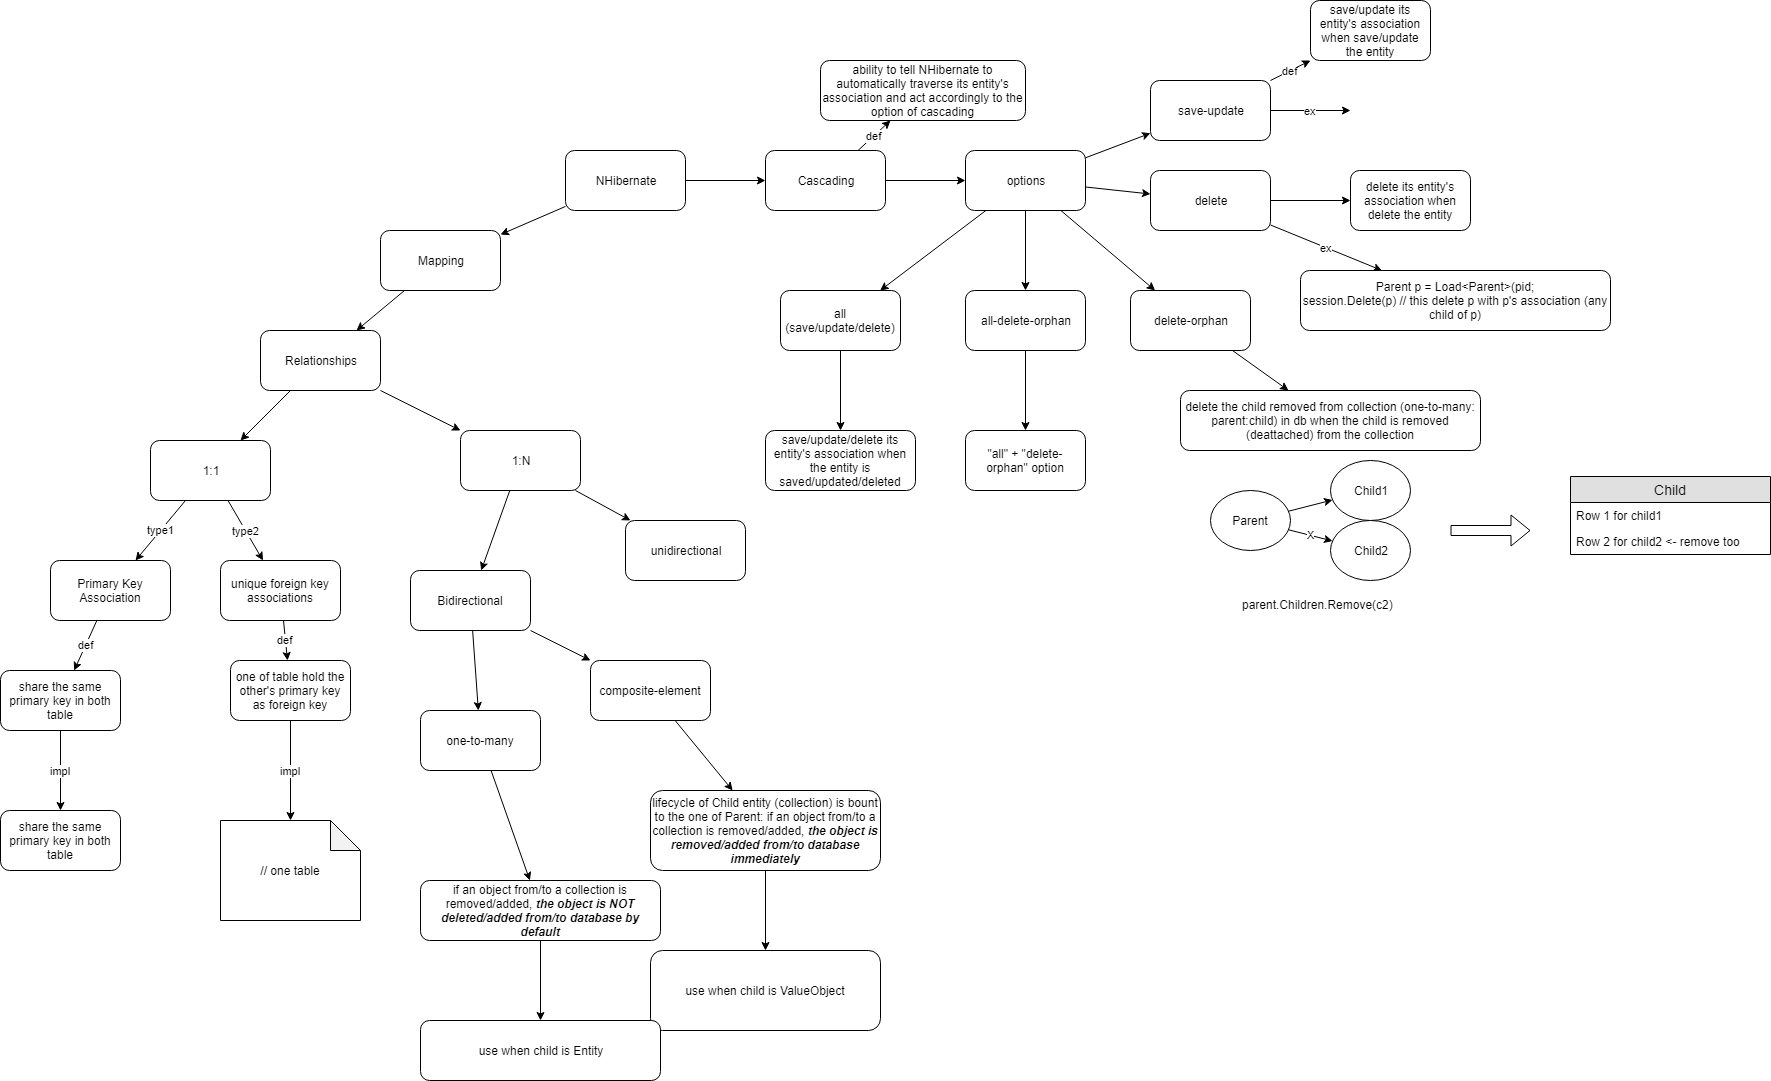 save/update its
entity's association
when save/update
the entity
def
ability to tell NHibernate to
automatically traverse its entity's
association and act accordingly to the
option of cascading
def
save-update
ex
NHibernate
Cascading
options
delete
delete its entity's
association when
delete the entity
ex
Parent p = Load<Parent>(pid;
session.Delete(p) // this delete p with p's association (any
child of p)
Mapping
all
(save/update/delete)
all-delete-orphan
delete-orphan
Relationships
delete the child removed from collection (one-to-many:
parent:child) in db when the child is removed
(deattached) from the collection
save/update/delete its
entity's association when
the entity is
saved/updated/deleted
"all" + "delete-
orphan" option
1:1
1:N
Parent
Child1
X
Child2
parent.Children.Remove(c2)
Child
Row 1 for child1
Row 2 for child2 <- remove too
type1
type2
unidirectional
Primary Key
Association
unique foreign key
associations
Bidirectional
def
def
share the same
primary key in both
table
one of table hold the
other's primary key
as foreign key
composite-element
one-to-many
impl
impl
share the same
primary key in both
table
// one table
lifecycle of Child entity (collection) is bount
to the one of Parent: if an object from/to a
collection is removed/added, the object is
removed/added from/to database
immediately
if an object from/to a collection is
removed/added, the object is NOT
deleted/added from/to database by
default
use when child is ValueObject
use when child is Entity